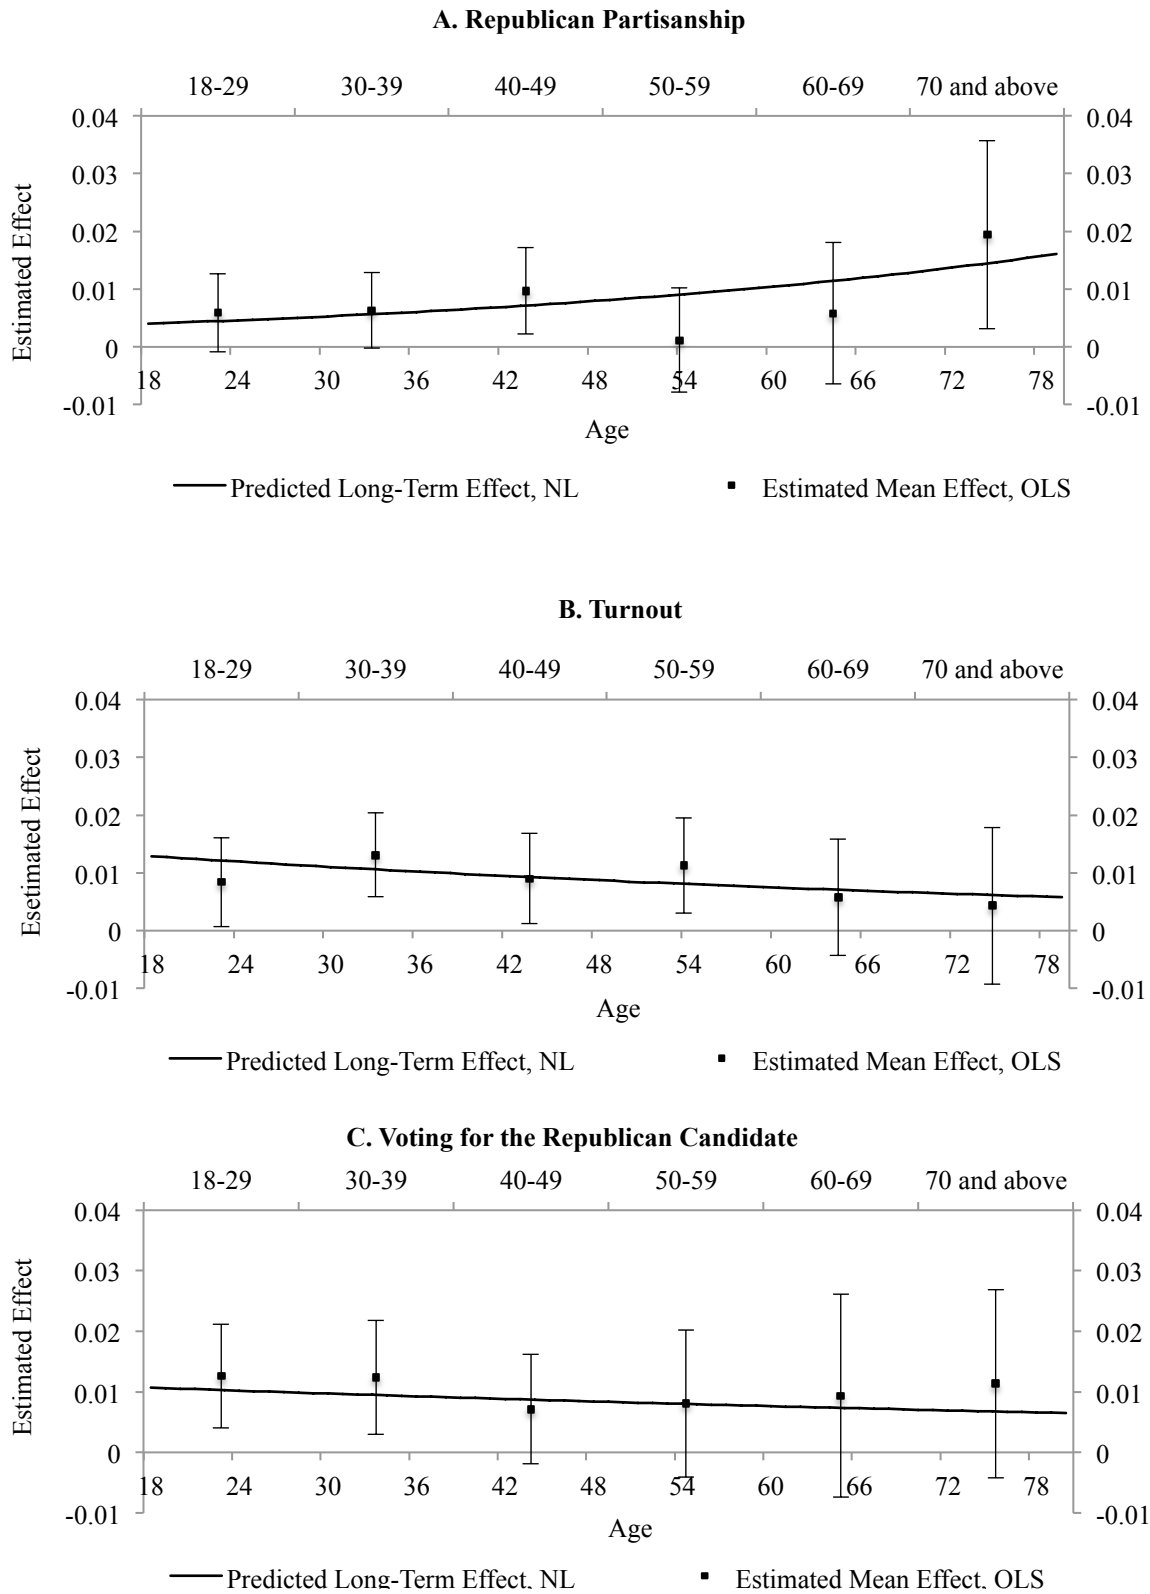 A. Republican Partisanship
18-29 30-39 40-49 50-59 60-69 70 and above
0.04 0.04
0.03 0.03
0.02 0.02
0.01 0.01
0 0
18 24 30 36 42 48 54 60 66 72 78
-0.01 -0.01
Estimated Effect
Age
Predicted Long-Term Effect, NL Estimated Mean Effect, OLS
B. Turnout
18-29 30-39 40-49 50-59 60-69 70 and above
0.04 0.04
0.03 0.03
0.02 0.02
0.01 0.01
0 0
18 24 30 36 42 48 54 60 66 72 78
-0.01 -0.01
Esetimated Effect
Age
Predicted Long-Term Effect, NL Estimated Mean Effect, OLS
C. Voting for the Republican Candidate
18-29 30-39 40-49 50-59 60-69 70 and above
0.04 0.04
0.03 0.03
0.02 0.02
0.01 0.01
0 0
18 24 30 36 42 48 54 60 66 72 78
-0.01 -0.01
Estimated Effect
Age
Predicted Long-Term Effect, NL Estimated Mean Effect, OLS